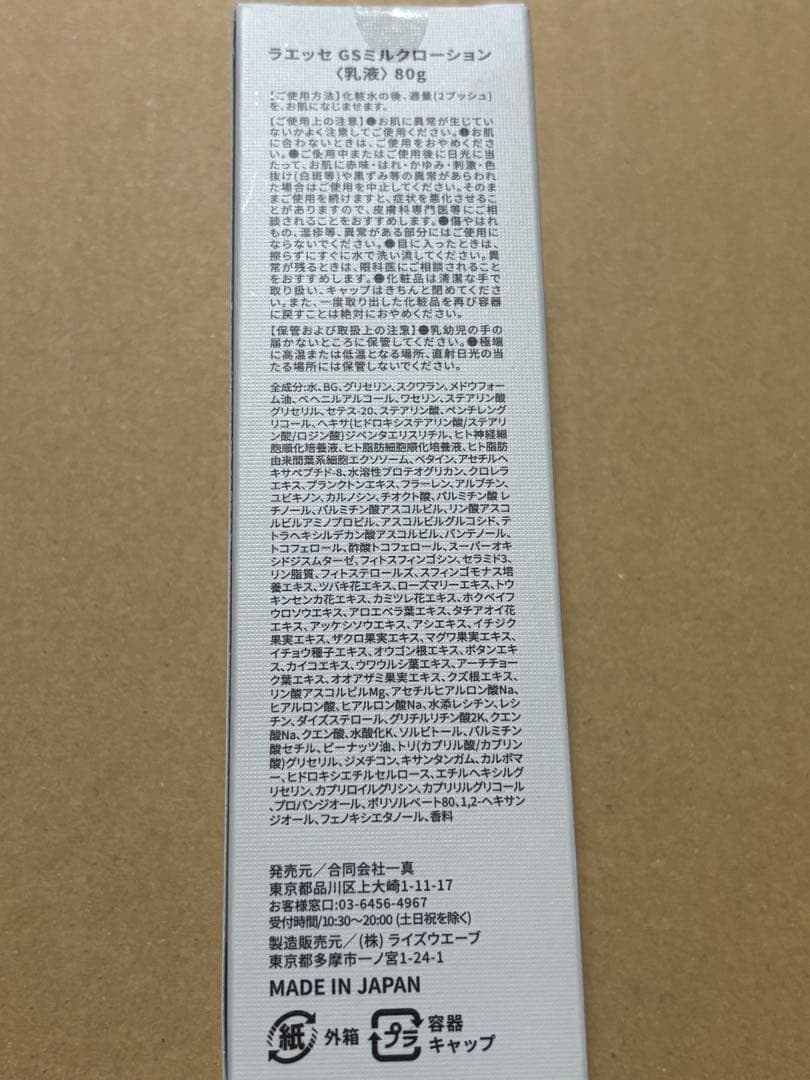 ラエッセ GSミルクローション
〈乳液〉80g
【ご使用方法】化粧水の後、適量(2プッシュ)
を、お肌になじませます。
【ご使用上の注意】●お肌に異常が生じてい
ないかよく注意してご使用ください。●お肌
に合わないときは、ご使用をおやめくださ
い。●ご使用中またはご使用後に日光に当
たって、お肌に赤味・はれ・かゆみ・刺激・色
抜け(白斑等)や黒ずみ等の異常があらわれ
た場合はご使用を中止してください。そのま
まご使用を続けますと、症状を悪化させるこ
とがありますので、皮膚科専門医等にご相
談されることをおすすめします。●傷やはれ
もの、湿疹等、異常がある部分にはご使用に
ならないでください。●目に入ったときは、
擦らずにすぐに水で洗い流してください。異
常が残るときは、眼科医にご相談されること
をおすすめします。●化粧品は清潔な手で
取り扱い、キャップはきちんと閉めてくださ
い。また、一度取り出した化粧品を再び容器
に戻すことは絶対におやめください。
【保管および取扱上の注意】●乳幼児の手の
届かないところに保管してください。●極端
に高温または低温となる場所、直射日光の当
たる場所には保管しないでください。
全成分:水、BG、グリセリン、スクワラン、メドウフォー
ム油、ベヘニルアルコール、ワセリン、ステアリン酸
グリセリル、セテス-20、ステアリン酸、ペンチレング
リコール、ヘキサ(ヒドロキシステアリン酸/ステアリ
ン酸/ロジン酸)ジペンタエリスリチル、ヒト神経細
胞順化培養液、ヒト脂肪細胞順化培養液、ヒト脂肪
由来間葉系細胞エクソソーム、ベタイン、アセチルヘ
キサペプチド-8、水溶性プロテオグリカン、クロレラ
エキス、プランクトンエキス、フラーレン、アルブチン、
ユビキノン、カルノシン、チオクト酸、パルミチン酸レ
チノール、パルミチン酸アスコルビル、リン酸アスコ
ルビルアミノプロピル、アスコルビルグルコシド、テ
トラヘキシルデカン酸アスコルビル、パンテノール、
トコフェロール、酢酸トコフェロール、スーパーオキ
シドジスムターゼ、フィトスフィンゴシン、セラミド3、
リン脂質、フィトステロールズ、スフィンゴモナス培
養エキス、ツバキ花エキス、ローズマリーエキス、トウ
キンセンカ花エキス、カミツレ花エキス、ホクベイフ
ウロソウエキス、アロエベラ葉エキス、タチアオイ花
エキス、アッケシソウエキス、アシエキス、イチジク
果実エキス、ザクロ果実エキス、マグワ果実エキス、
イチョウ種子エキス、オウゴン根エキス、ボタンエキ
ス、カイコエキス、ウワウルシ葉エキス、アーチチョー
ク葉エキス、オオアザミ果実エキス、クズ根エキス、
リン酸アスコルビルMg、アセチルヒアルロン酸Na、
ヒアルロン酸、ヒアルロン酸Na、水添レシチン、レシ
チン、ダイズステロール、グリチルリチン酸2K、クエン
酸Na、クエン酸、水酸化K、ソルビトール、パルミチン
酸セチル、ピーナッツ油、トリ(カプリル酸/カプリン
酸)グリセリル、ジメチコン、キサンタンガム、カルボマ
ー、ヒドロキシエチルセルロース、エチルヘキシルグ
リセリン、カプリロイルグリシン、カプリリルグリコール
、プロパンジオール、ポリソルベート80、1,2-ヘキサン
ジオール、フェノキシエタノール、香料
発売元/合同会社一真
東京都品川区上大崎1-11-17
お客様窓口:03-6456-4967
受付時間/10:30～20:00 (土日祝を除く)
製造販売元/(株) ライズウエーブ
東京都多摩市一ノ宮1-24-1
MADE IN JAPAN
紙 外箱 プラ 容器
キャップ